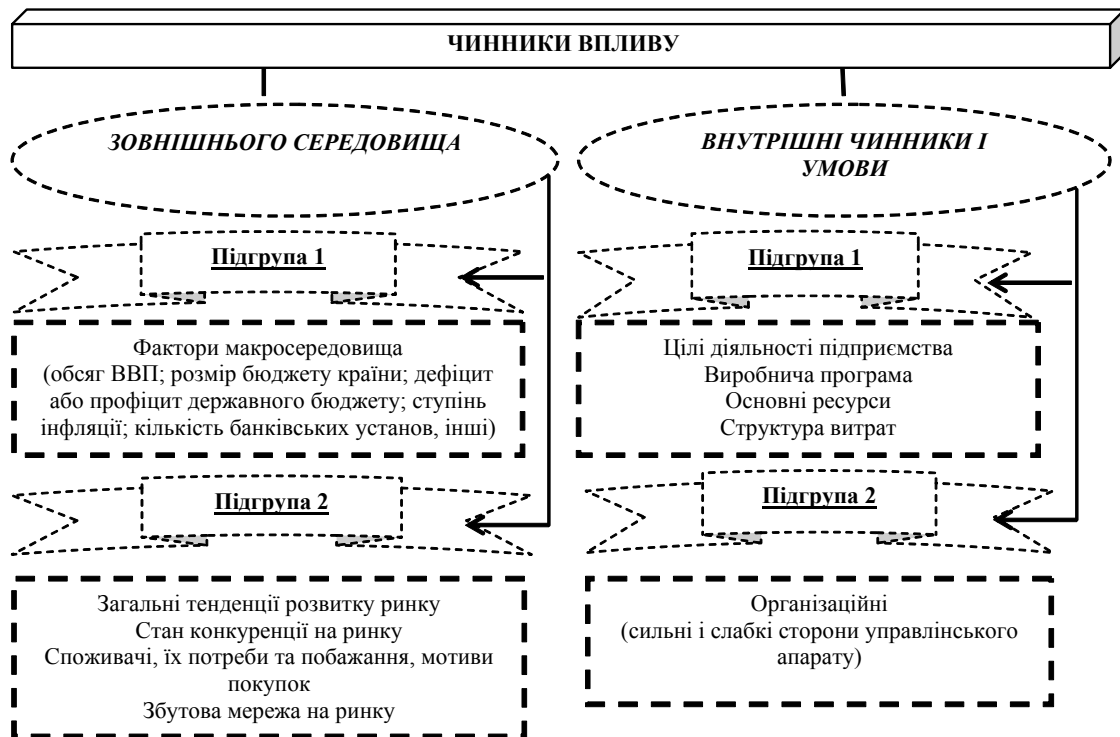 ЧИННИКИ ВПЛИВУ
ЗОВНІШНЬОГО СЕРЕДОВИЩА
Підгрупа 1
Фактори макросередовища
(обсяг ВВП; розмір бюджету країни; дефіцит
або профіцит державного бюджету; ступінь
інфляції; кількість банківських установ, інші)
Підгрупа 2
Загальні тенденції розвитку ринку
Стан конкуренції на ринку
Споживачі, їх потреби та побажання, мотиви
покупок
Збутова мережа на ринку
ВНУТРІШНІ ЧИННИКИ І
УМОВИ
Підгрупа 1
Цілі діяльності підприємства
Виробнича програма
Основні ресурси
Структура витрат
Підгрупа 2
Організаційні
(сильні і слабкі сторони управлінського
апарату)